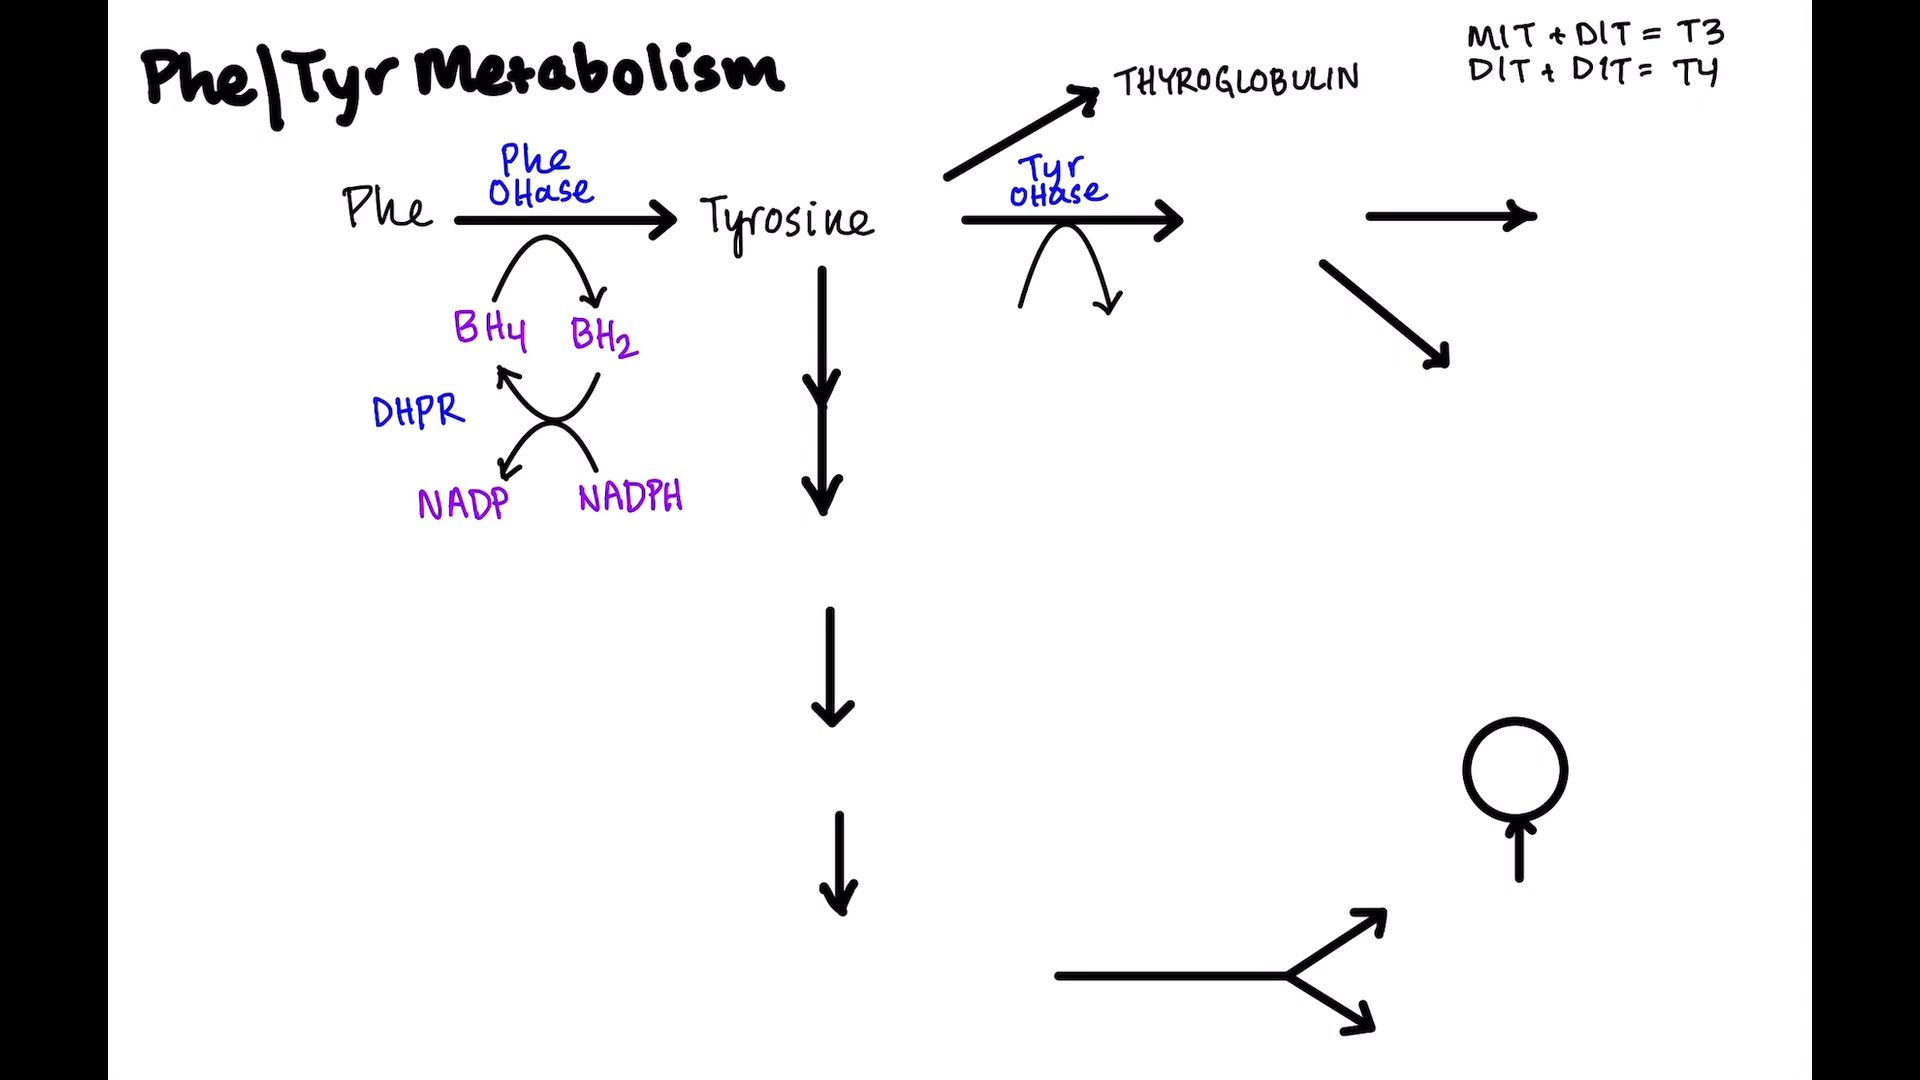 Phe/Tyr Metabolism
MIT + DIT = T3
DIT + DIT = T4
THYROGLOBULIN
Phe
Phe
OHase
Tyrosine
Tyr
OHase
BH4
BH2
DHPR
NADP
NADPH